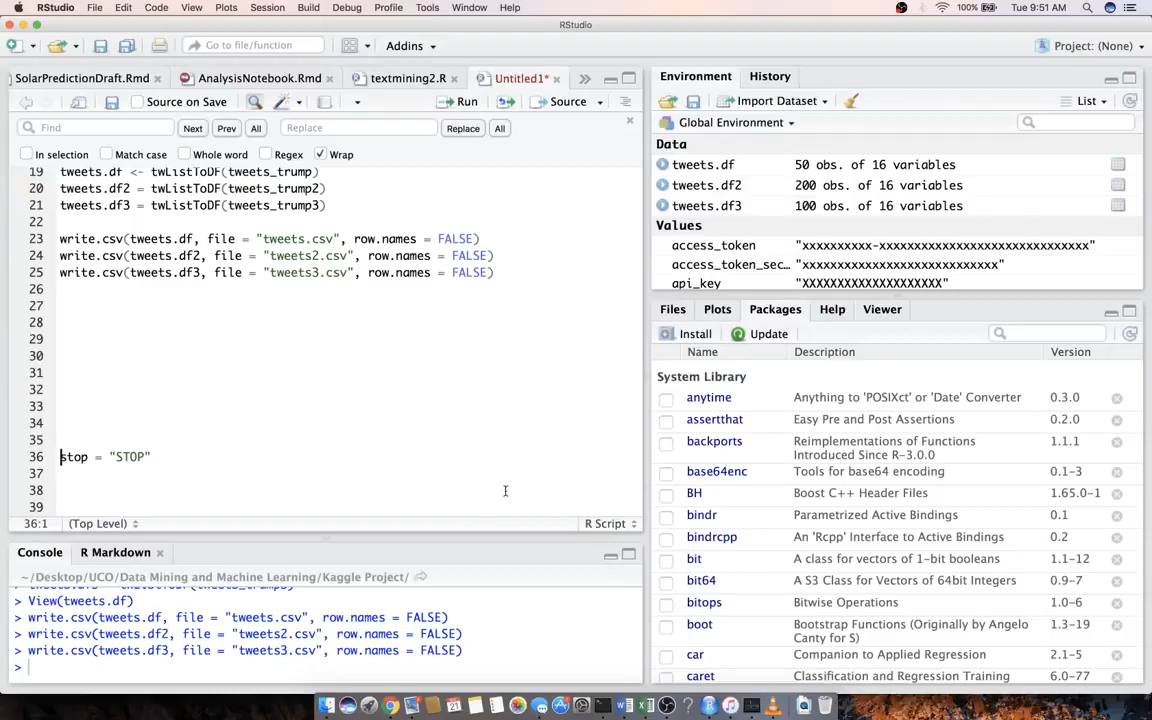 RStudio File Edit Code View Plots Session Build Debug Profile Tools Window Help 100% Tue 9:51 AM
RStudio
Go to file/function Addins Project: (None)
SolarPredictionDraft.Rmd AnalysisNotebook.Rmd textmining2.R Untitled1*
Source on Save Run Source
Find Next Prev All Replace Replace All
In selection Match case Whole word Regex Wrap
19 tweets.df <- twListToDF(tweets_trump)
20 tweets.df2 = twListToDF(tweets_trump2)
21 tweets.df3 = twListToDF(tweets_trump3)
22
23 write.csv(tweets.df, file = "tweets.csv", row.names = FALSE)
24 write.csv(tweets.df2, file = "tweets2.csv", row.names = FALSE)
25 write.csv(tweets.df3, file = "tweets3.csv", row.names = FALSE)
26
27
28
29
30
31
32
33
34
35
36 stop = "STOP"
37
38
39
36:1 (Top Level) R Script
Console R Markdown
~/Desktop/UCO/Data Mining and Machine Learning/Kaggle Project/
> View(tweets.df)
> write.csv(tweets.df, file = "tweets.csv", row.names = FALSE)
> write.csv(tweets.df2, file = "tweets2.csv", row.names = FALSE)
> write.csv(tweets.df3, file = "tweets3.csv", row.names = FALSE)
>
Environment History
Import Dataset List
Global Environment
Data
tweets.df 50 obs. of 16 variables
tweets.df2 200 obs. of 16 variables
tweets.df3 100 obs. of 16 variables
Values
access_token "xxxxxxxxxx-xxxxxxxxxxxxxxxxxxxxxxxxxxxxxx"
access_token_sec… "xxxxxxxxxxxxxxxxxxxxxxxxxxxx"
api_key "XXXXXXXXXXXXXXXXXXXX"
Files Plots Packages Help Viewer
Install Update
Name Description Version
System Library
anytime Anything to 'POSIXct' or 'Date' Converter 0.3.0
assertthat Easy Pre and Post Assertions 0.2.0
backports Reimplementations of Functions Introduced Since R-3.0.0 1.1.1
base64enc Tools for base64 encoding 0.1-3
BH Boost C++ Header Files 1.65.0-1
bindr Parametrized Active Bindings 0.1
bindrcpp An 'Rcpp' Interface to Active Bindings 0.2
bit A class for vectors of 1-bit booleans 1.1-12
bit64 A S3 Class for Vectors of 64bit Integers 0.9-7
bitops Bitwise Operations 1.0-6
boot Bootstrap Functions (Originally by Angelo Canty for S) 1.3-19
car Companion to Applied Regression 2.1-5
caret Classification and Regression Training 6.0-77